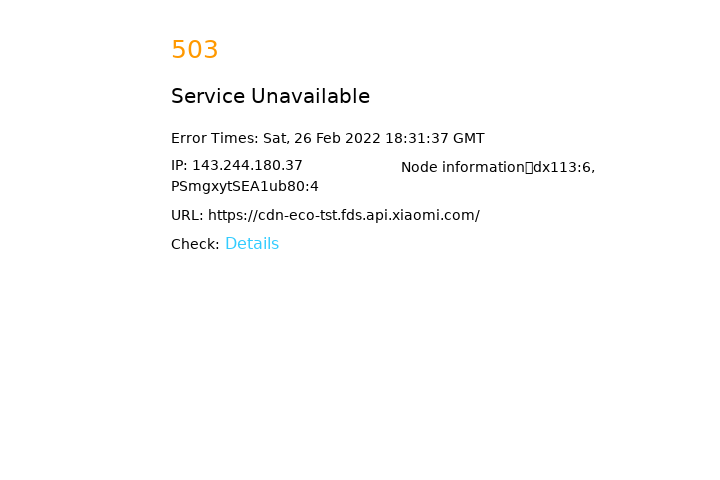 503
Service Unavailable
Error Times: Sat, 26 Feb 2022 18:31:37 GMT
IP: 143.244.180.37
Node information dx113:6,
PSmgxytSEA1ub80:4
URL: https://cdn-eco-tst.fds.api.xiaomi.com/
Check: Details